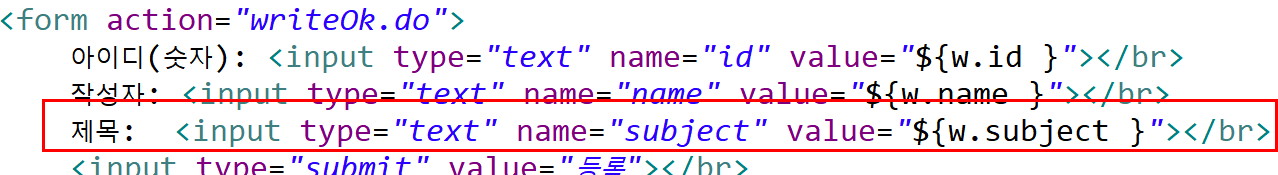 <form action="writeOk.do">
아이디(숫자): <input type="text" name="id" value="${w.id }"></br>
작성자: <input type="text" name="name" value="${w.name }"></br>
제목: <input type="text" name="subject" value="${w.subject }"></br>
<input type="submit" value="등록"></br>